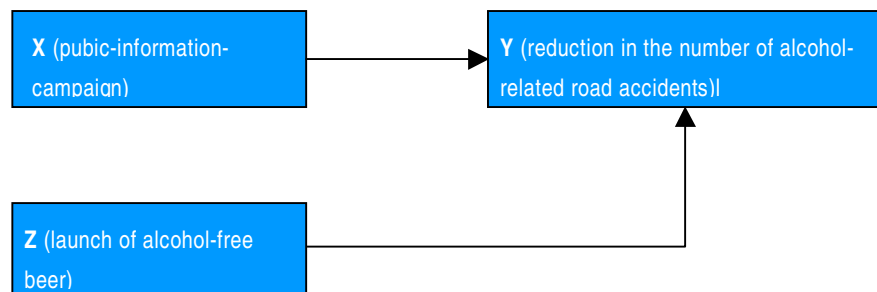 X (pubic-information-
campaign)
Y (reduction in the number of alcohol-
related road accidents)l
Z (launch of alcohol-free
beer)